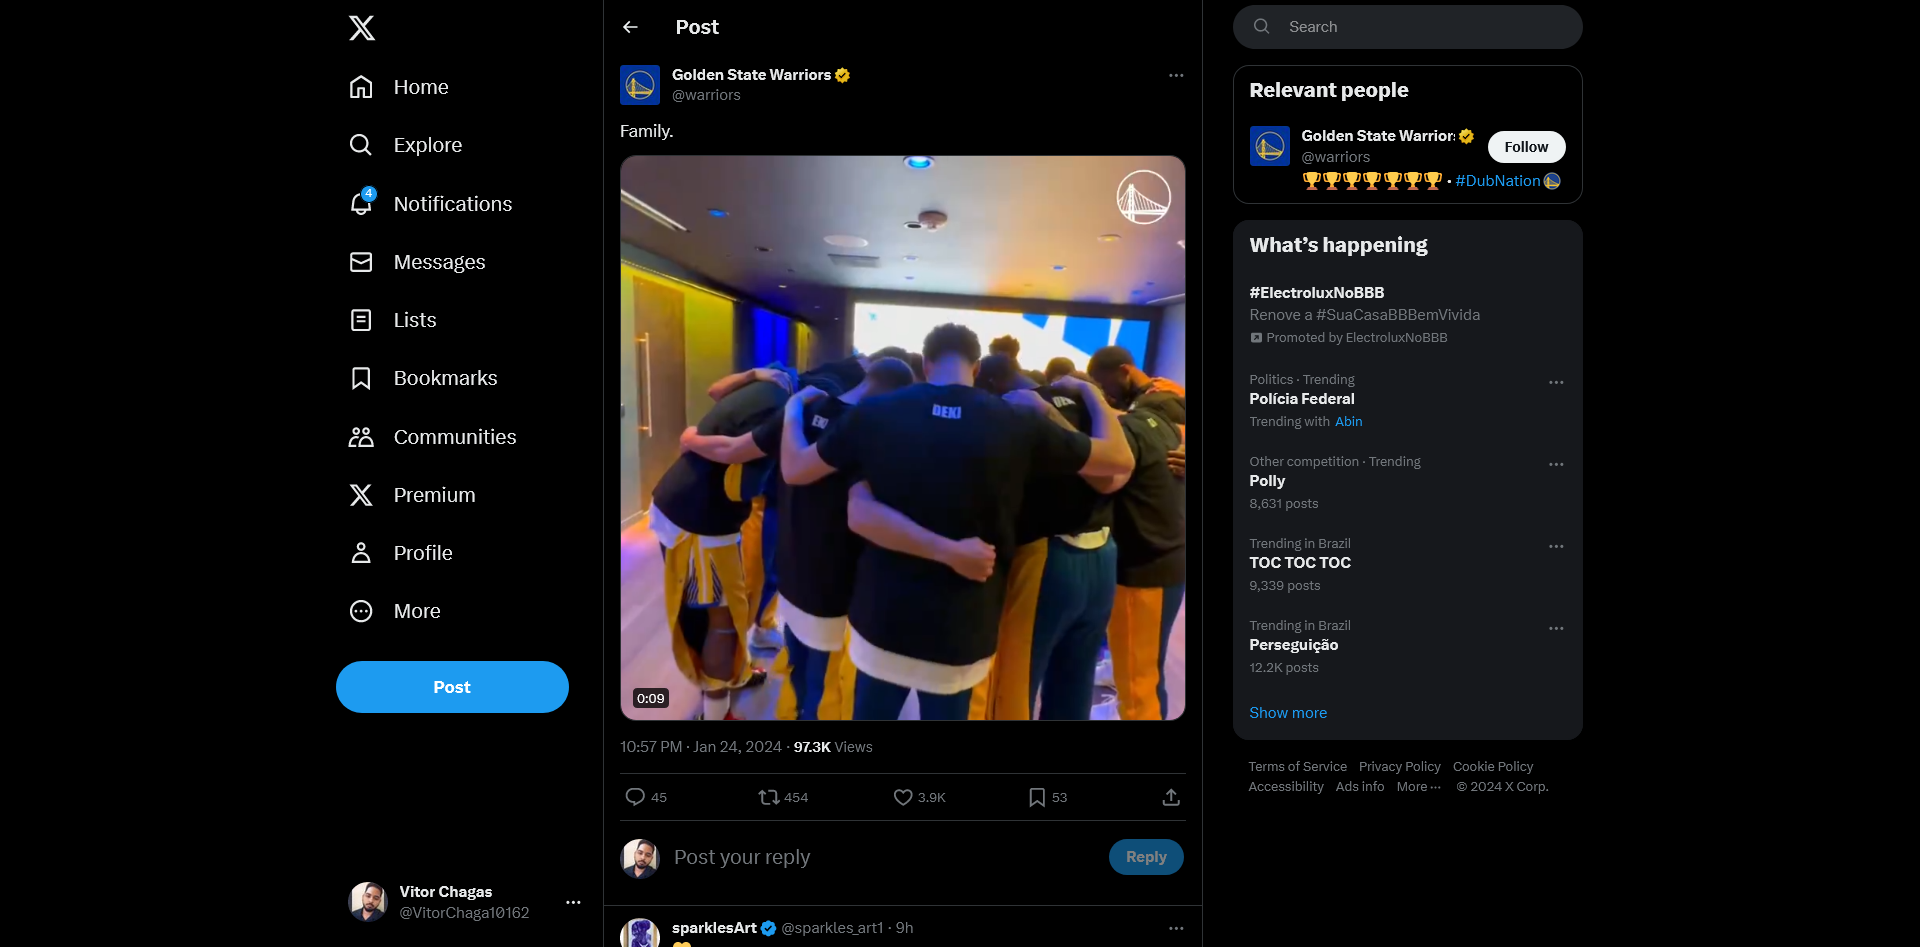 Home
Explore
4
Notifications
Messages
Lists
Bookmarks
Communities
Premium
Profile
More
Post
Vitor Chagas
@VitorChaga10162
Post
Golden State Warriors
@warriors
Family.
DEKI
0:09
10:57 PM · Jan 24, 2024 · 97.3K Views
45 454 3.9K 53
Post your reply
Reply
sparklesArt @sparkles_art1 · 9h
Search
Relevant people
Golden State Warriors
@warriors
Follow
🏆🏆🏆🏆🏆🏆🏆 • #DubNation
What's happening
#ElectroluxNoBBB
Renove a #SuaCasaBBBemVivida
Promoted by ElectroluxNoBBB
Politics · Trending
Polícia Federal
Trending with Abin
Other competition · Trending
Polly
8,631 posts
Trending in Brazil
TOC TOC TOC
9,339 posts
Trending in Brazil
Perseguição
12.2K posts
Show more
Terms of Service Privacy Policy Cookie Policy
Accessibility Ads info More ··· © 2024 X Corp.